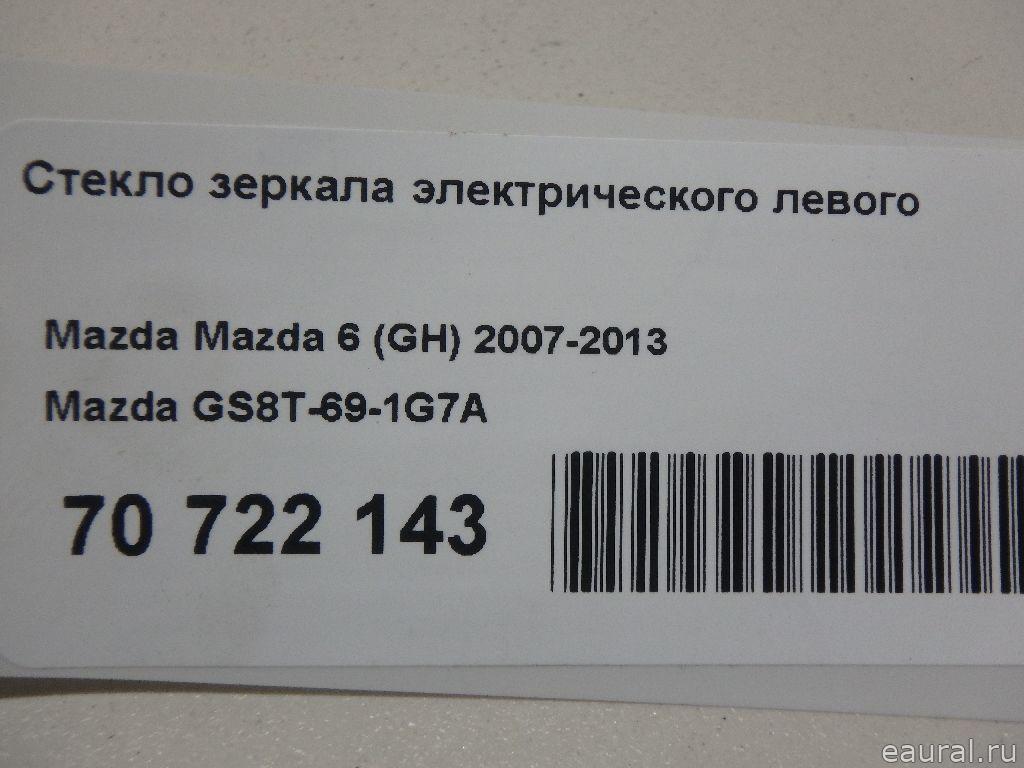 Стекло зеркала электрического левого
Mazda Mazda 6 (GH) 2007-2013
Mazda GS8T-69-1G7A
70 722 143
eaural.ru